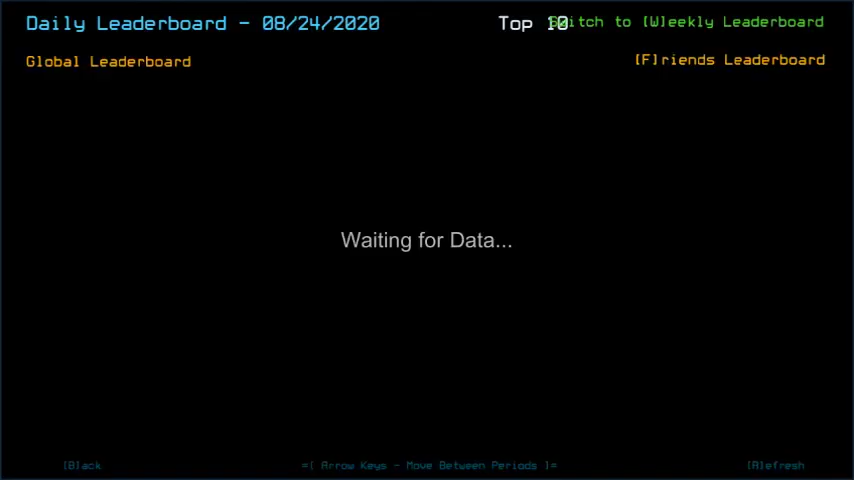 Daily Leaderboard - 08/24/2020
Top 10
Switch to [W]eekly Leaderboard
Global Leaderboard
[F]riends Leaderboard
Waiting for Data...
[B]ack
=[ Arrow Keys - Move Between Periods ]=
[R]efresh